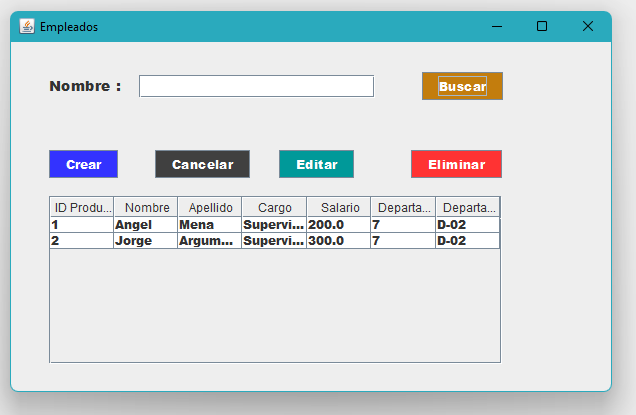 Empleados
Nombre : Buscar
Crear Cancelar Editar Eliminar
ID Produ... Nombre Apellido Cargo Salario Departa... Departa...
1 Angel Mena Supervi... 200.0 7 D-02
2 Jorge Argum... Supervi... 300.0 7 D-02